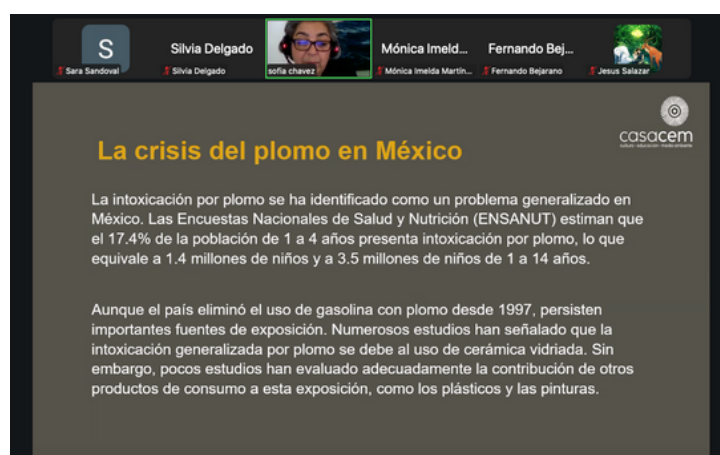 S
Silvia Delgado
Mónica Imeld...
Fernando Bej...
Sara Sandoval
Silvia Delgado
sofia chavez
Mónica Imelda Martín...
Fernando Bejarano
Jesus Salazar
casacem
cultura · educación · medio ambiente
La crisis del plomo en México
La intoxicación por plomo se ha identificado como un problema generalizado en
México. Las Encuestas Nacionales de Salud y Nutrición (ENSANUT) estiman que
el 17.4% de la población de 1 a 4 años presenta intoxicación por plomo, lo que
equivale a 1.4 millones de niños y a 3.5 millones de niños de 1 a 14 años.
Aunque el país eliminó el uso de gasolina con plomo desde 1997, persisten
importantes fuentes de exposición. Numerosos estudios han señalado que la
intoxicación generalizada por plomo se debe al uso de cerámica vidriada. Sin
embargo, pocos estudios han evaluado adecuadamente la contribución de otros
productos de consumo a esta exposición, como los plásticos y las pinturas.